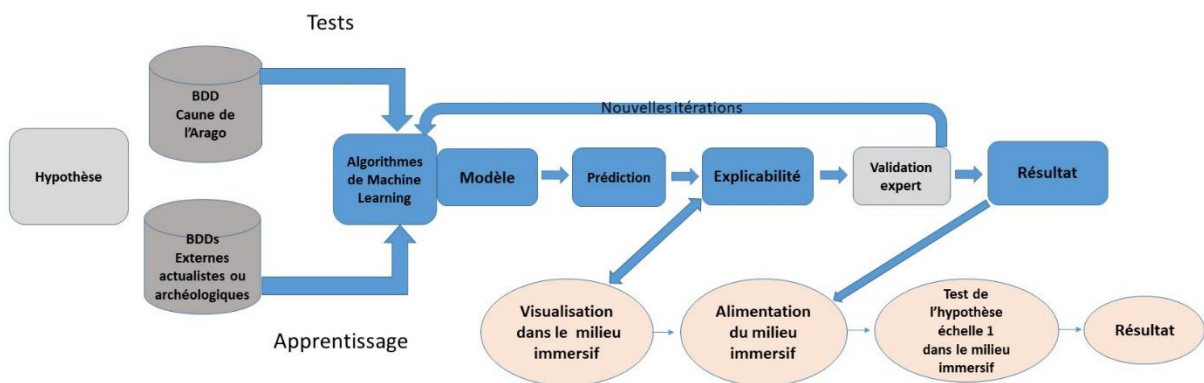 Tests
BDD
Caune de
l'Arago
Nouvelles itérations
Hypothèse
Algorithmes
de Machine
Learning
Modèle
Prédiction
Explicabilité
Validation
expert
Résultat
BDDs
Externes
actualistes ou
archéologiques
Apprentissage
Visualisation
dans le milieu
immersif
Alimentation
du milieu
immersif
Test de
l'hypothèse
échelle 1
dans le milieu
immersif
Résultat